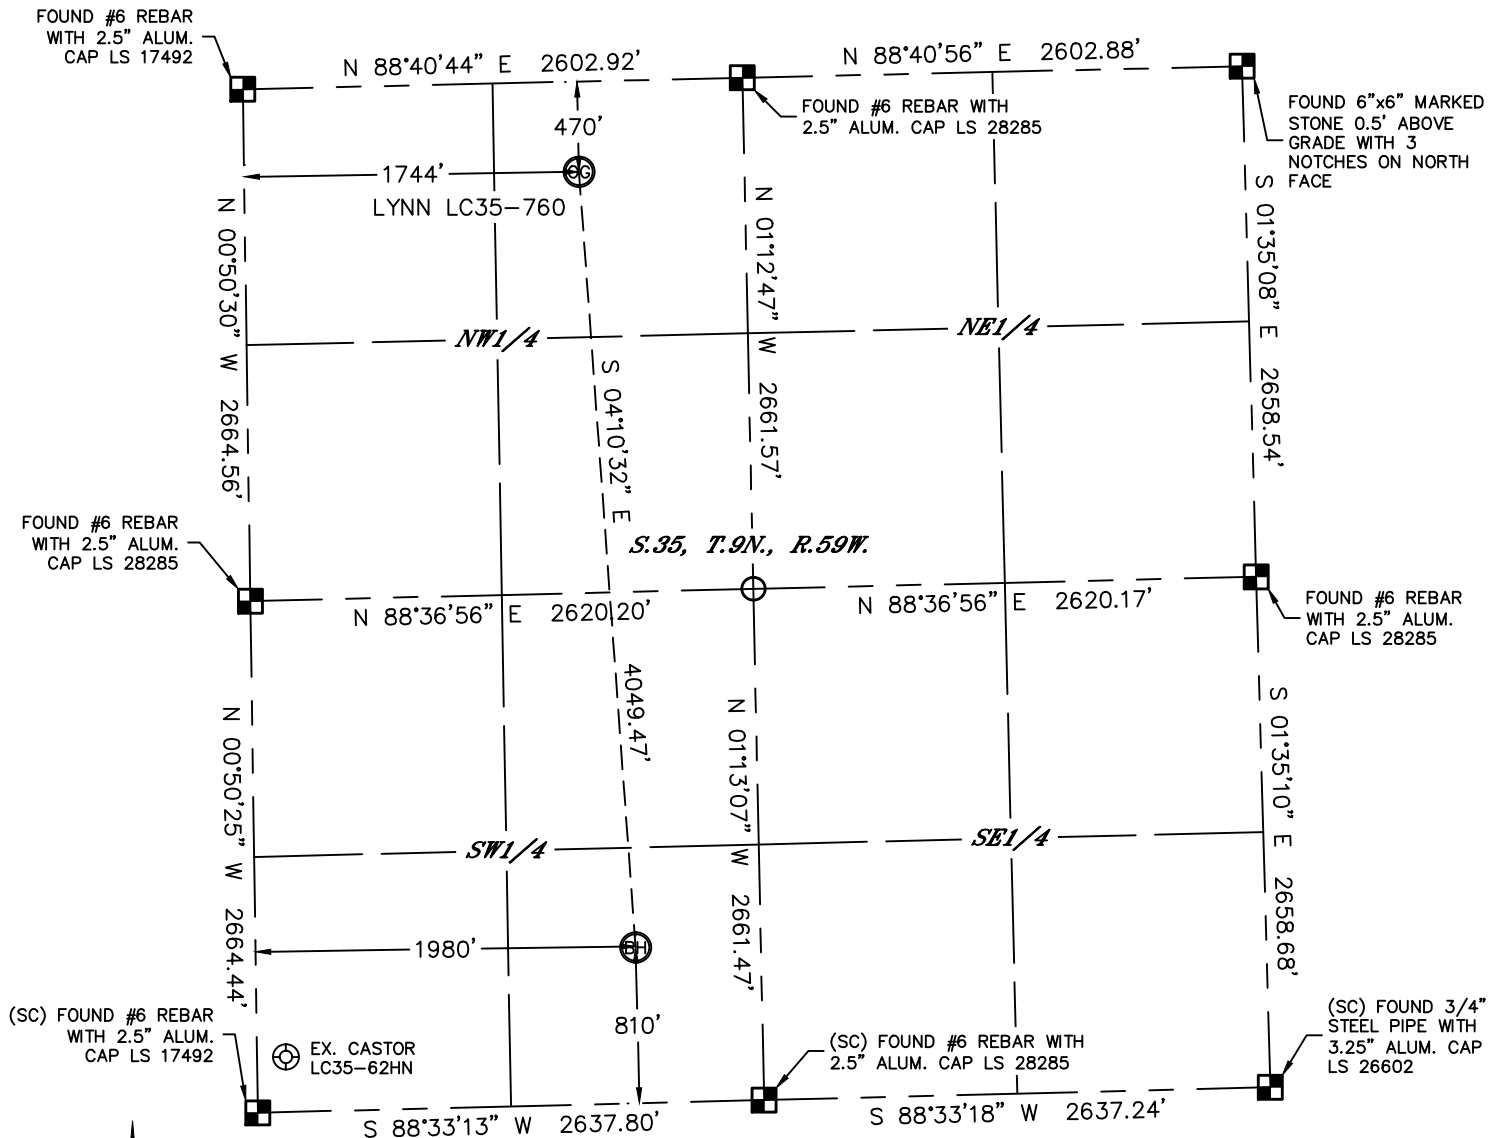 FOUND #6 REBAR
WITH 2.5" ALUM.
CAP LS 17492
N 88°40'44" E 2602.92'
N 88°40'56" E 2602.88'
FOUND #6 REBAR WITH
2.5" ALUM. CAP LS 28285
FOUND 6"x6" MARKED
STONE 0.5' ABOVE
GRADE WITH 3
NOTCHES ON NORTH
FACE
470'
1744'
OG
LYNN LC35-760
N 00°50'30" W 2664.56'
N 01°12'47" W 2661.57'
S 01°35'08" E 2658.54'
NW1/4
NE1/4
S 04°10'32" E 4049.47'
S.35, T.9N., R.59W.
FOUND #6 REBAR
WITH 2.5" ALUM.
CAP LS 28285
N 88°36'56" E 2620.20'
N 88°36'56" E 2620.17'
FOUND #6 REBAR
WITH 2.5" ALUM.
CAP LS 28285
N 00°50'25" W 2664.44'
N 01°13'07" W 2661.47'
S 01°35'10" E 2658.68'
SW1/4
SE1/4
1980'
BH
810'
(SC) FOUND #6 REBAR
WITH 2.5" ALUM.
CAP LS 17492
EX. CASTOR
LC35-62HN
(SC) FOUND #6 REBAR WITH
2.5" ALUM. CAP LS 28285
(SC) FOUND 3/4"
STEEL PIPE WITH
3.25" ALUM. CAP
LS 26602
S 88°33'13" W 2637.80'
S 88°33'18" W 2637.24'